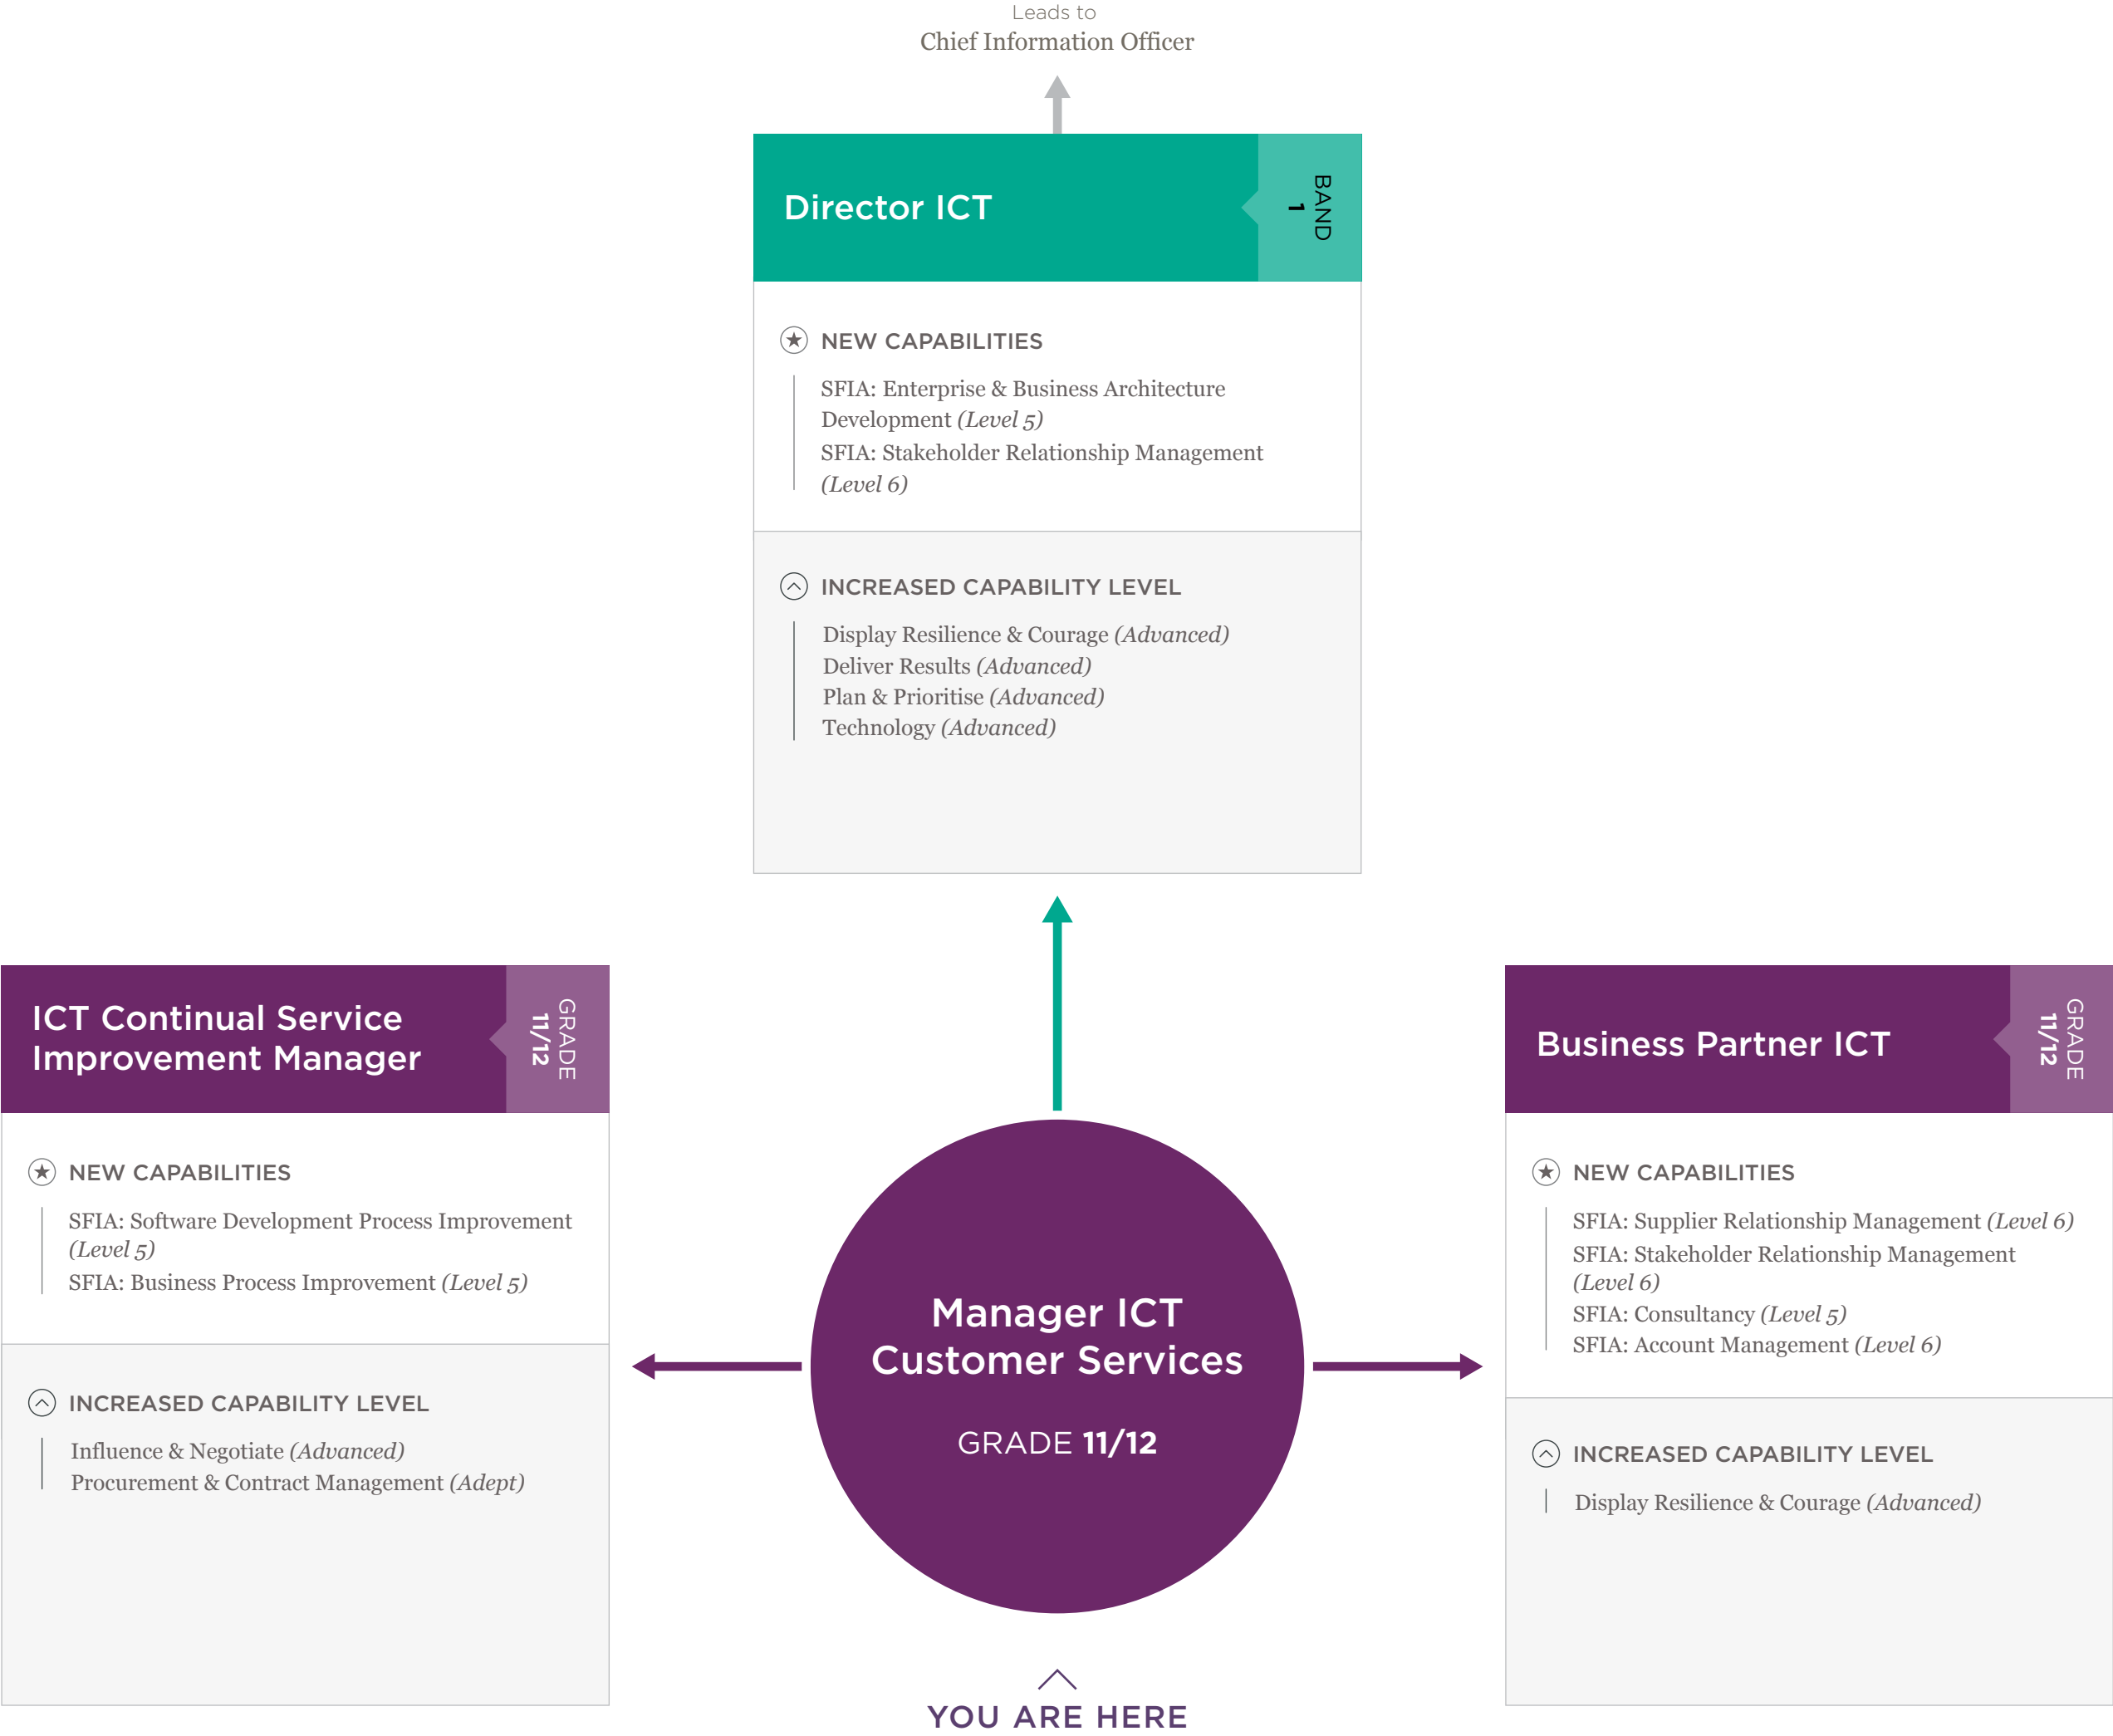 Leads to
Chief Information Officer
Director ICT
BAND
1
NEW CAPABILITIES
SFIA: Enterprise & Business Architecture
Development (Level 5)
SFIA: Stakeholder Relationship Management
(Level 6)
INCREASED CAPABILITY LEVEL
Display Resilience & Courage (Advanced)
Deliver Results (Advanced)
Plan & Prioritise (Advanced)
Technology (Advanced)
ICT Continual Service
Improvement Manager
GRADE
11/12
NEW CAPABILITIES
SFIA: Software Development Process Improvement
(Level 5)
SFIA: Business Process Improvement (Level 5)
INCREASED CAPABILITY LEVEL
Influence & Negotiate (Advanced)
Procurement & Contract Management (Adept)
Manager ICT
Customer Services
GRADE 11/12
YOU ARE HERE
Business Partner ICT
GRADE
11/12
NEW CAPABILITIES
SFIA: Supplier Relationship Management (Level 6)
SFIA: Stakeholder Relationship Management
(Level 6)
SFIA: Consultancy (Level 5)
SFIA: Account Management (Level 6)
INCREASED CAPABILITY LEVEL
Display Resilience & Courage (Advanced)